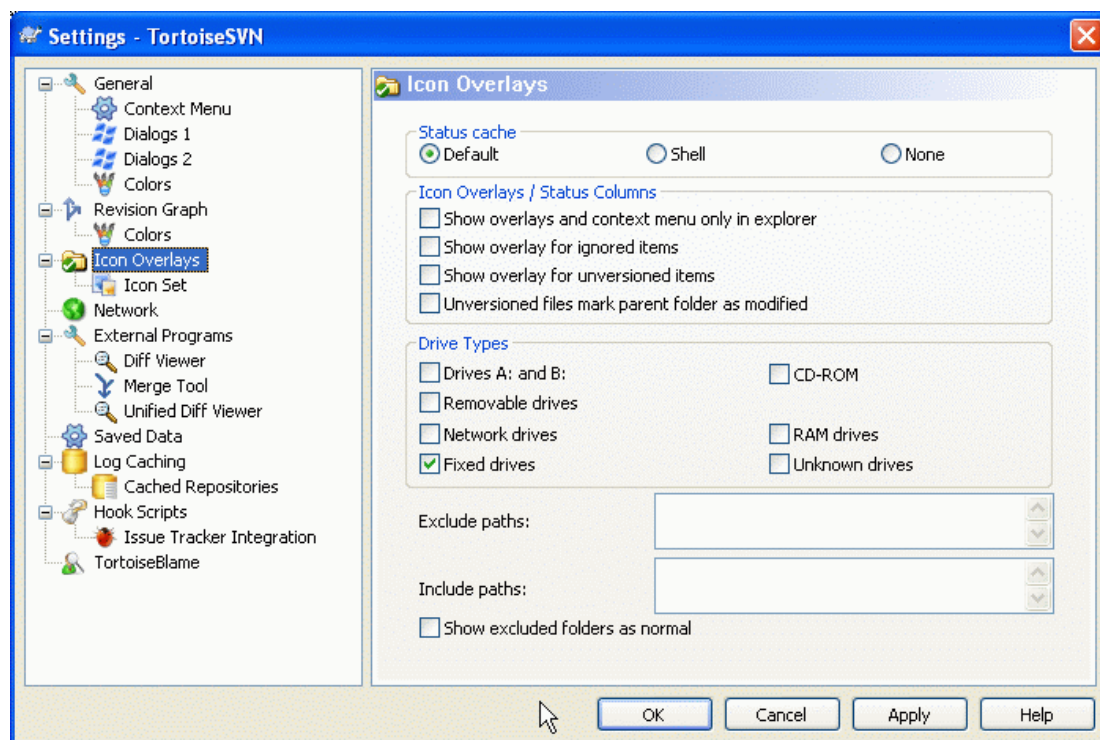 Settings - TortoiseSVN
General
Context Menu
Dialogs 1
Dialogs 2
Colors
Revision Graph
Colors
Icon Overlays
Icon Set
Network
External Programs
Diff Viewer
Merge Tool
Unified Diff Viewer
Saved Data
Log Caching
Cached Repositories
Hook Scripts
Issue Tracker Integration
TortoiseBlame
Icon Overlays
Status cache
Default Shell None
Icon Overlays / Status Columns
Show overlays and context menu only in explorer
Show overlay for ignored items
Show overlay for unversioned items
Unversioned files mark parent folder as modified
Drive Types
Drives A: and B: CD-ROM
Removable drives
Network drives RAM drives
Fixed drives Unknown drives
Exclude paths:
Include paths:
Show excluded folders as normal
OK Cancel Apply Help